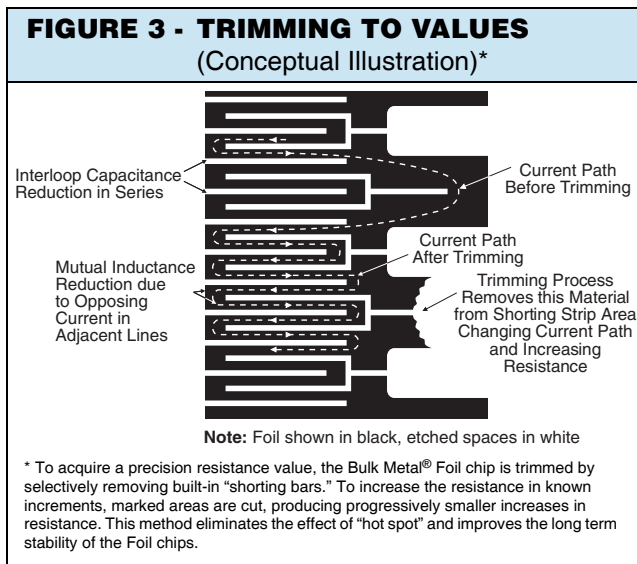 FIGURE 3 - TRIMMING TO VALUES
(Conceptual Illustration)*
Interloop Capacitance
Reduction in Series
Current Path
Before Trimming
Current Path
After Trimming
Mutual Inductance
Reduction due
to Opposing
Current in
Adjacent Lines
Trimming Process
Removes this Material
from Shorting Strip Area
Changing Current Path
and Increasing
Resistance
Note: Foil shown in black, etched spaces in white
* To acquire a precision resistance value, the Bulk Metal® Foil chip is trimmed by
selectively removing built-in “shorting bars.” To increase the resistance in known
increments, marked areas are cut, producing progressively smaller increases in
resistance. This method eliminates the effect of “hot spot” and improves the long term
stability of the Foil chips.